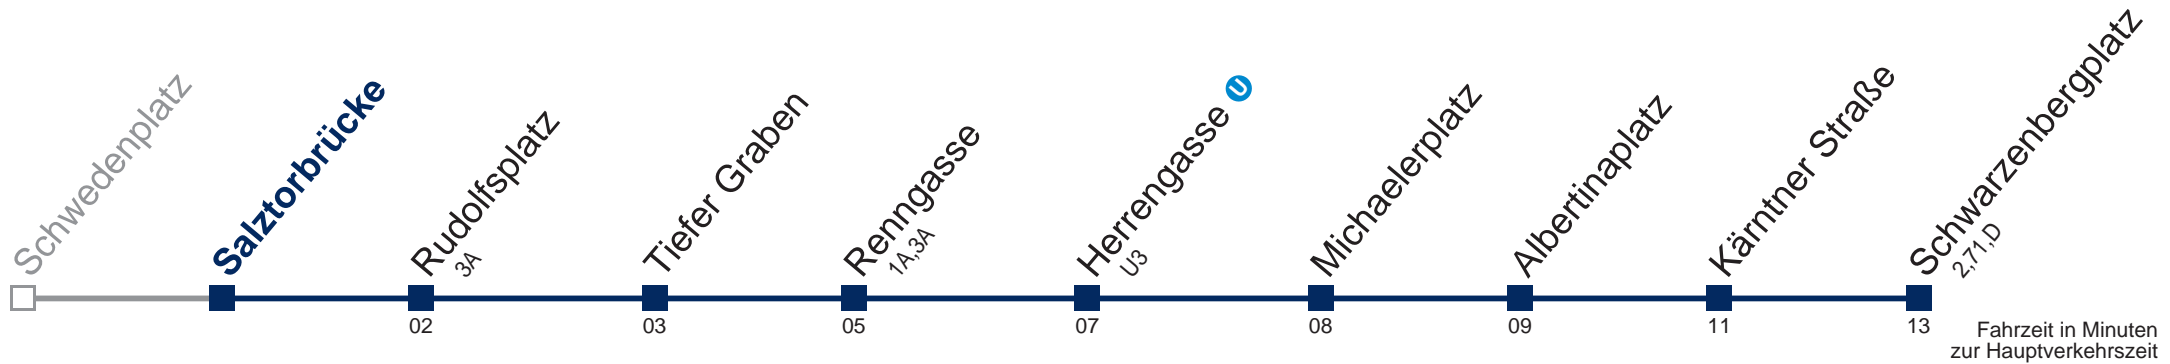 Schwedenplatz
Salztorbrücke
Rudolfsplatz
3A
Tiefer Graben
Renngasse
1A,3A
Herrengasse U
U3
Michaelerplatz
Albertinaplatz
Kärntner Straße
Schwarzenbergplatz
2,71,D
02 03 05 07 08 09 11 13
Fahrzeit in Minuten
zur Hauptverkehrszeit